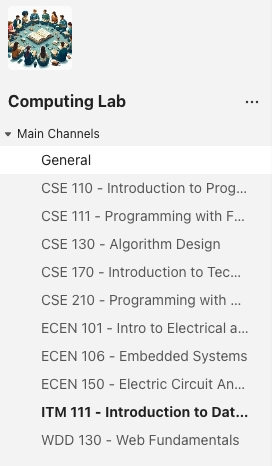 Computing Lab
Main Channels
General
CSE 110 - Introduction to Prog...
CSE 111 - Programming with F...
CSE 130 - Algorithm Design
CSE 170 - Introduction to Tec...
CSE 210 - Programming with ...
ECEN 101 - Intro to Electrical a...
ECEN 106 - Embedded Systems
ECEN 150 - Electric Circuit An...
ITM 111 - Introduction to Dat...
WDD 130 - Web Fundamentals